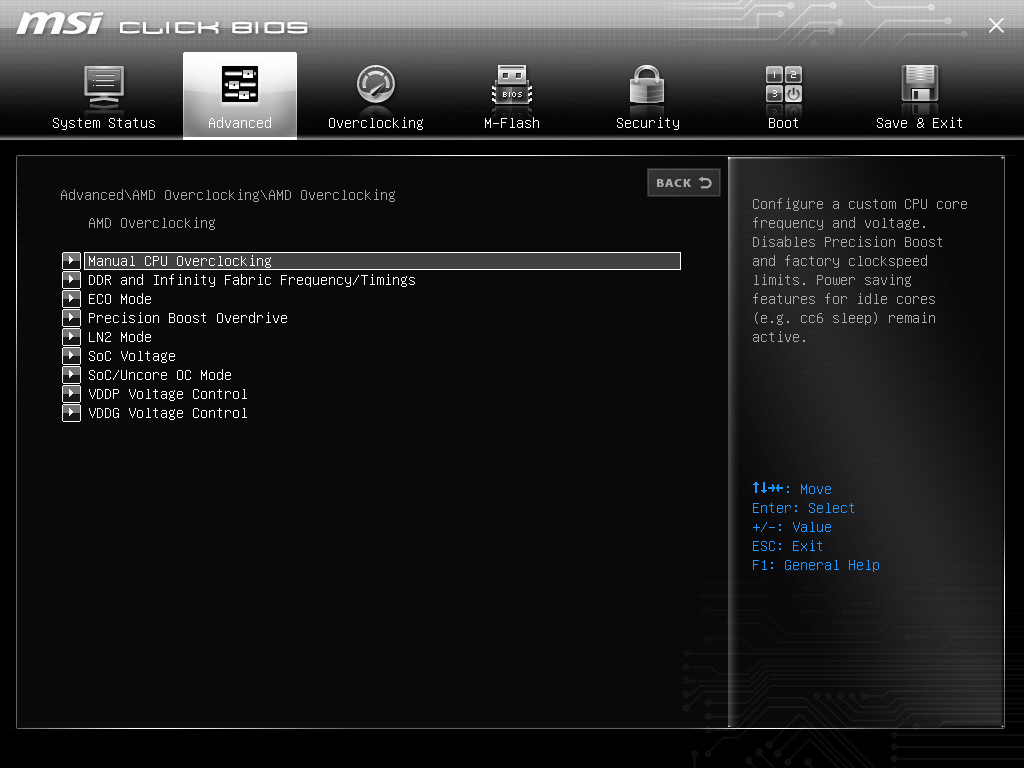 msi CLICK BIOS
BIOS
1 2
3
System Status Advanced Overclocking M-Flash Security Boot Save & Exit
BACK
Advanced\AMD Overclocking\AMD Overclocking
AMD Overclocking
Manual CPU Overclocking
DDR and Infinity Fabric Frequency/Timings
ECO Mode
Precision Boost Overdrive
LN2 Mode
SoC Voltage
SoC/Uncore OC Mode
VDDP Voltage Control
VDDG Voltage Control
Configure a custom CPU core
frequency and voltage.
Disables Precision Boost
and factory clockspeed
limits. Power saving
features for idle cores
(e.g. cc6 sleep) remain
active.
↑↓→←: Move
Enter: Select
+/-: Value
ESC: Exit
F1: General Help